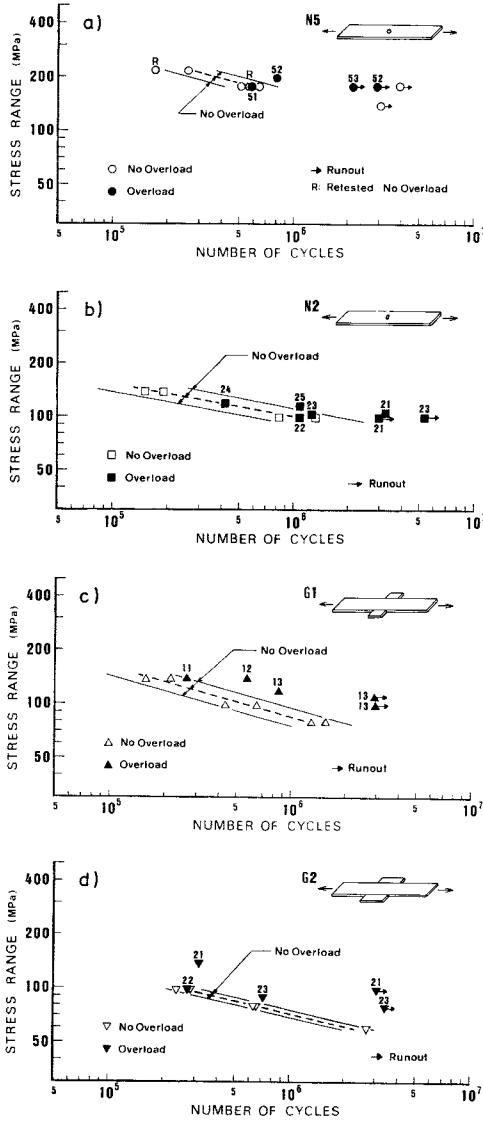 a)
N5
STRESS RANGE (MPa)
400
200
100
50
R
R
52
51
53
52
No Overload
No Overload
Overload
Runout
R: Retested No Overload
5
10⁵
5
10⁶
5
10⁷
NUMBER OF CYCLES
b)
N2
STRESS RANGE (MPa)
400
200
100
50
No Overload
24
25
23
22
21
21
23
No Overload
Overload
Runout
5
10⁵
5
10⁶
5
10⁷
NUMBER OF CYCLES
c)
G1
STRESS RANGE (MPa)
400
200
100
50
No Overload
11
12
13
13
13
No Overload
Overload
Runout
5
10⁵
5
10⁶
5
10⁷
NUMBER OF CYCLES
d)
G2
STRESS RANGE (MPa)
400
200
100
50
No Overload
21
22
23
21
23
No Overload
Overload
Runout
5
10⁵
5
10⁶
5
10⁷
NUMBER OF CYCLES